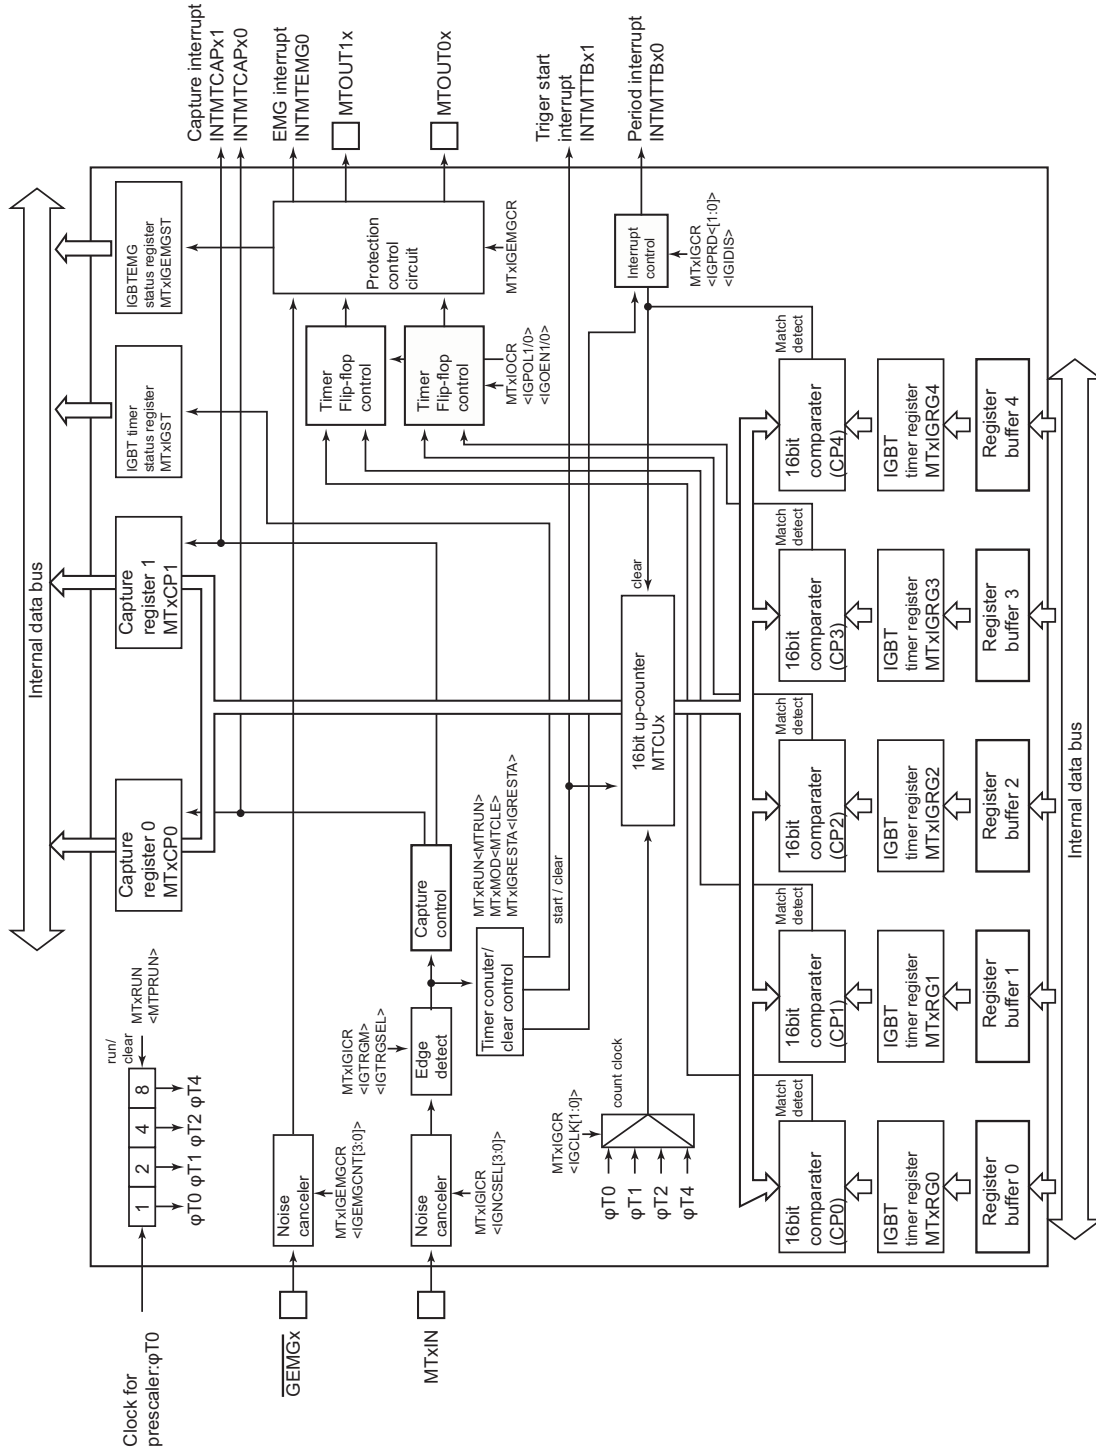 Internal data bus
Clock for
prescaler:φT0
1
2
4
8
φT0 φT1 φT2 φT4
run/
clear
MTxRUN
<MTPRUN>
Capture
register 0
MTxCP0
Capture
register 1
MTxCP1
IGBT timer
status register
MTxIGST
IGBTEMG
status register
MTxIGEMGST
Capture interrupt
INTMTCAPx1
INTMTCAPx0
EMG interrupt
INTMTEMG0
MTOUT1x
MTOUT0x
Triger start
interrupt
INTMTTBx1
Period interrupt
INTMTTBx0
GEMGx
Noise
canceler
MTxIGEMGCR
<IGEMGCNT[3:0]>
Protection
control
circuit
MTxIGEMGCR
Timer
Flip-flop
control
Timer
Flip-flop
control
MTxIOCR
<IGPOL1/0>
<IGOEN1/0>
MTxIN
Noise
canceler
MTxIGICR
<IGNCSEL[3:0]>
MTxIGICR
<IGTRGM>
<IGTRGSEL>
Edge
detect
Capture
control
MTxRUN<MTRUN>
MTxMOD<MTCLE>
MTxIGRESTA<IGRESTA>
Timer conuter/
clear control
start / clear
Interrupt
control
MTxIGCR
<IGPRD<[1:0]>
<IGIDIS>
MTxIGCR
<IGCLK[1:0]>
φT0
φT1
φT2
φT4
count clock
16bit up-counter
MTCUx
clear
Match
detect
Match
detect
Match
detect
Match
detect
Match
detect
16bit
comparater
(CP0)
16bit
comparater
(CP1)
16bit
comparater
(CP2)
16bit
comparater
(CP3)
16bit
comparater
(CP4)
IGBT
timer register
MTxRG0
IGBT
timer register
MTxRG1
IGBT
timer register
MTxIGRG2
IGBT
timer register
MTxIGRG3
IGBT
timer register
MTxIGRG4
Register
buffer 0
Register
buffer 1
Register
buffer 2
Register
buffer 3
Register
buffer 4
Internal data bus